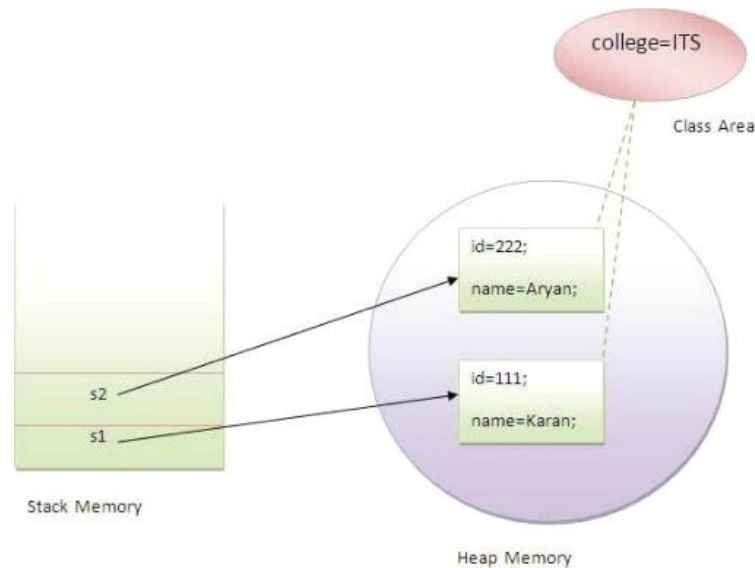 college=ITS
Class Area
id=222;
name=Aryan;
s2
id=111;
s1
name=Karan;
Stack Memory
Heap Memory